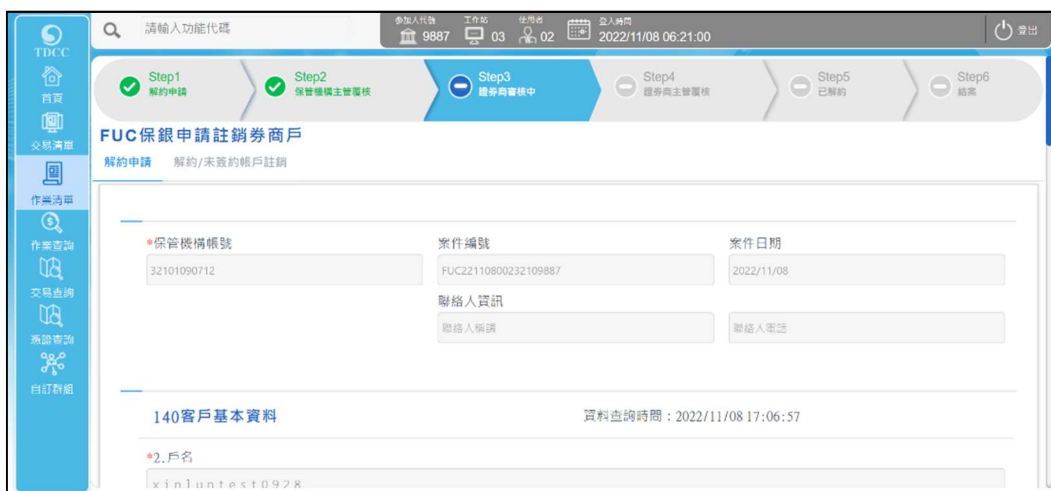 TDCC
請輸入功能代碼
參加人代號 工作站 使用者 登入時間
9887 03 02 2022/11/08 06:21:00
登出
首頁
交易清單
作業清單
作業查詢
交易查詢
憑證查詢
自訂群組
Step1
解約申請
Step2
保管機構主管覆核
Step3
證券商審核中
Step4
證券商主管覆核
Step5
已解約
Step6
結案
FUC保銀申請註銷券商戶
解約申請 解約/未簽約帳戶註銷
*保管機構帳號 案件編號 案件日期
32101090712 FUC22110800232109887 2022/11/08
聯絡人資訊
聯絡人稱謂 聯絡人電話
140客戶基本資料 資料查詢時間：2022/11/08 17:06:57
*2.戶名
xinluntest0928